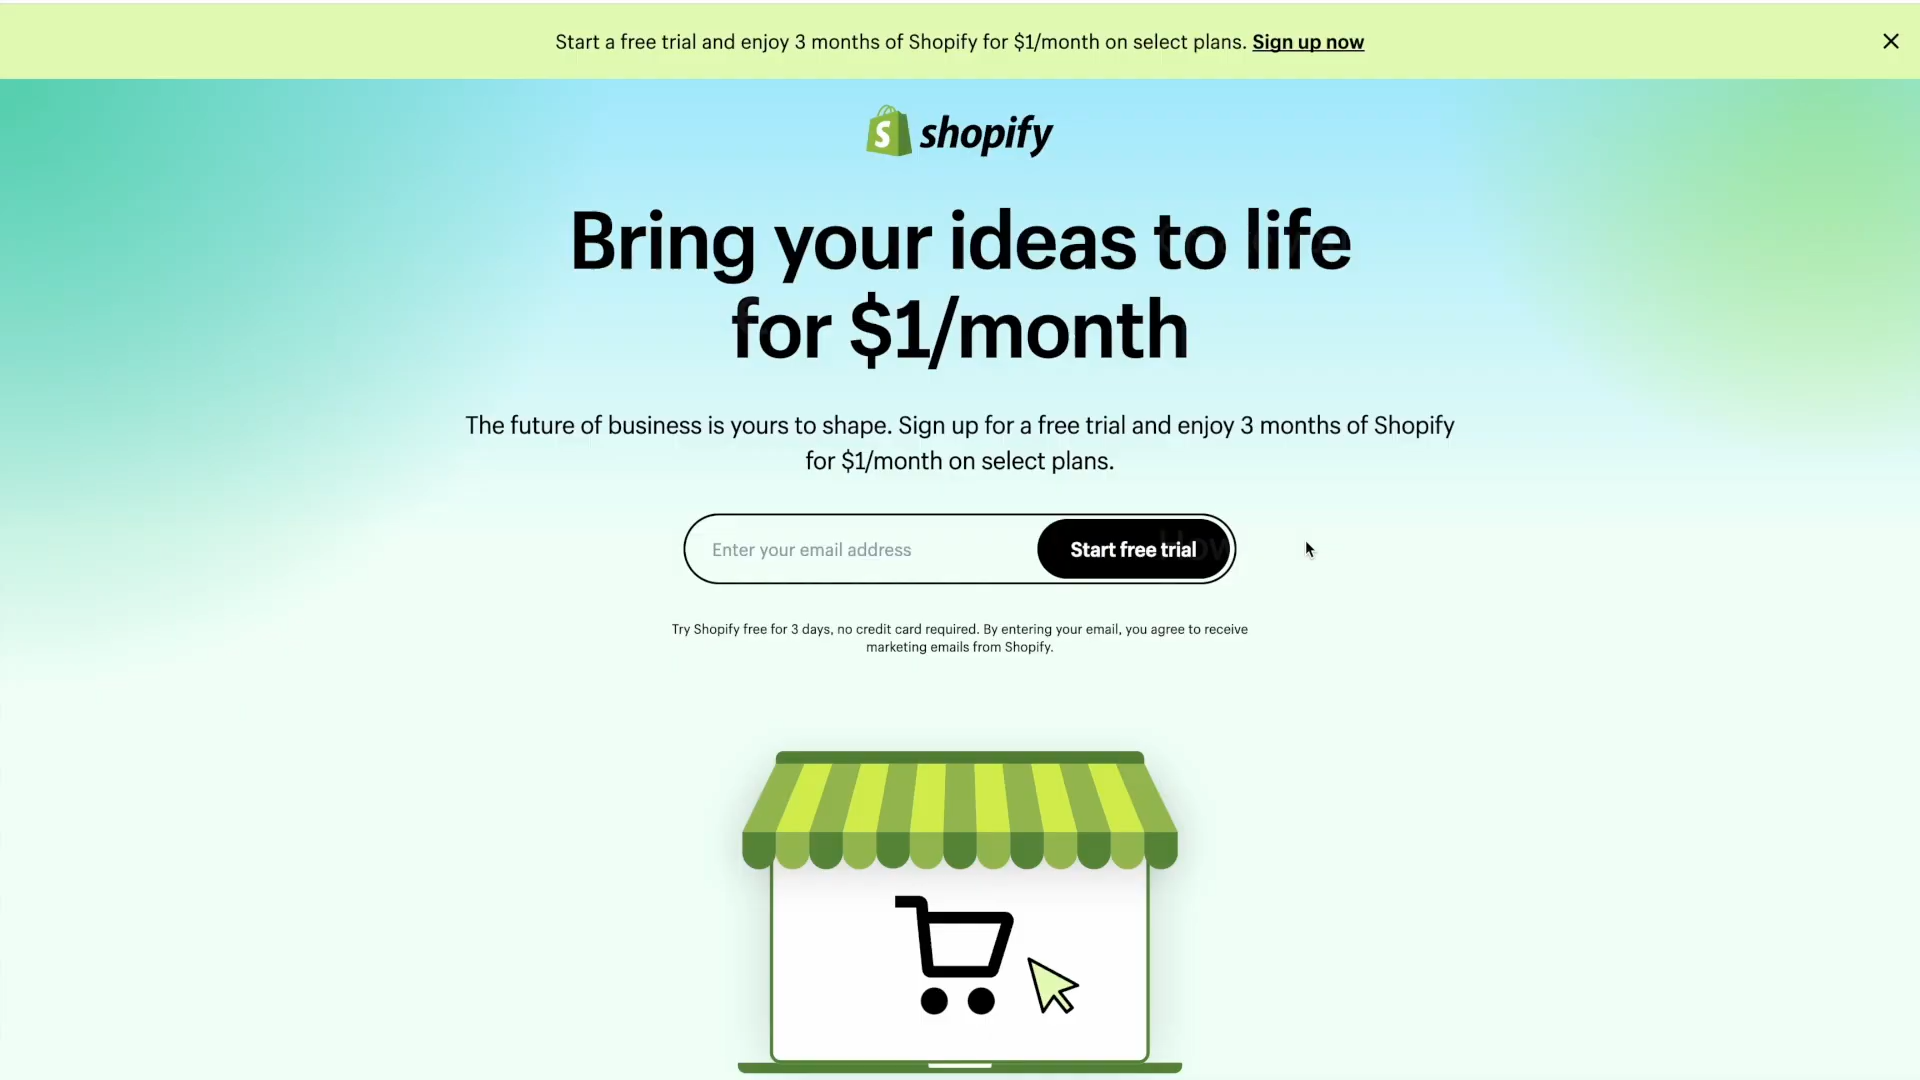 Start a free trial and enjoy 3 months of Shopify for $1/month on select plans. Sign up now
shopify
Bring your ideas to life
for $1/month
The future of business is yours to shape. Sign up for a free trial and enjoy 3 months of Shopify
for $1/month on select plans.
Enter your email address
Start free trial
Try Shopify free for 3 days, no credit card required. By entering your email, you agree to receive
marketing emails from Shopify.